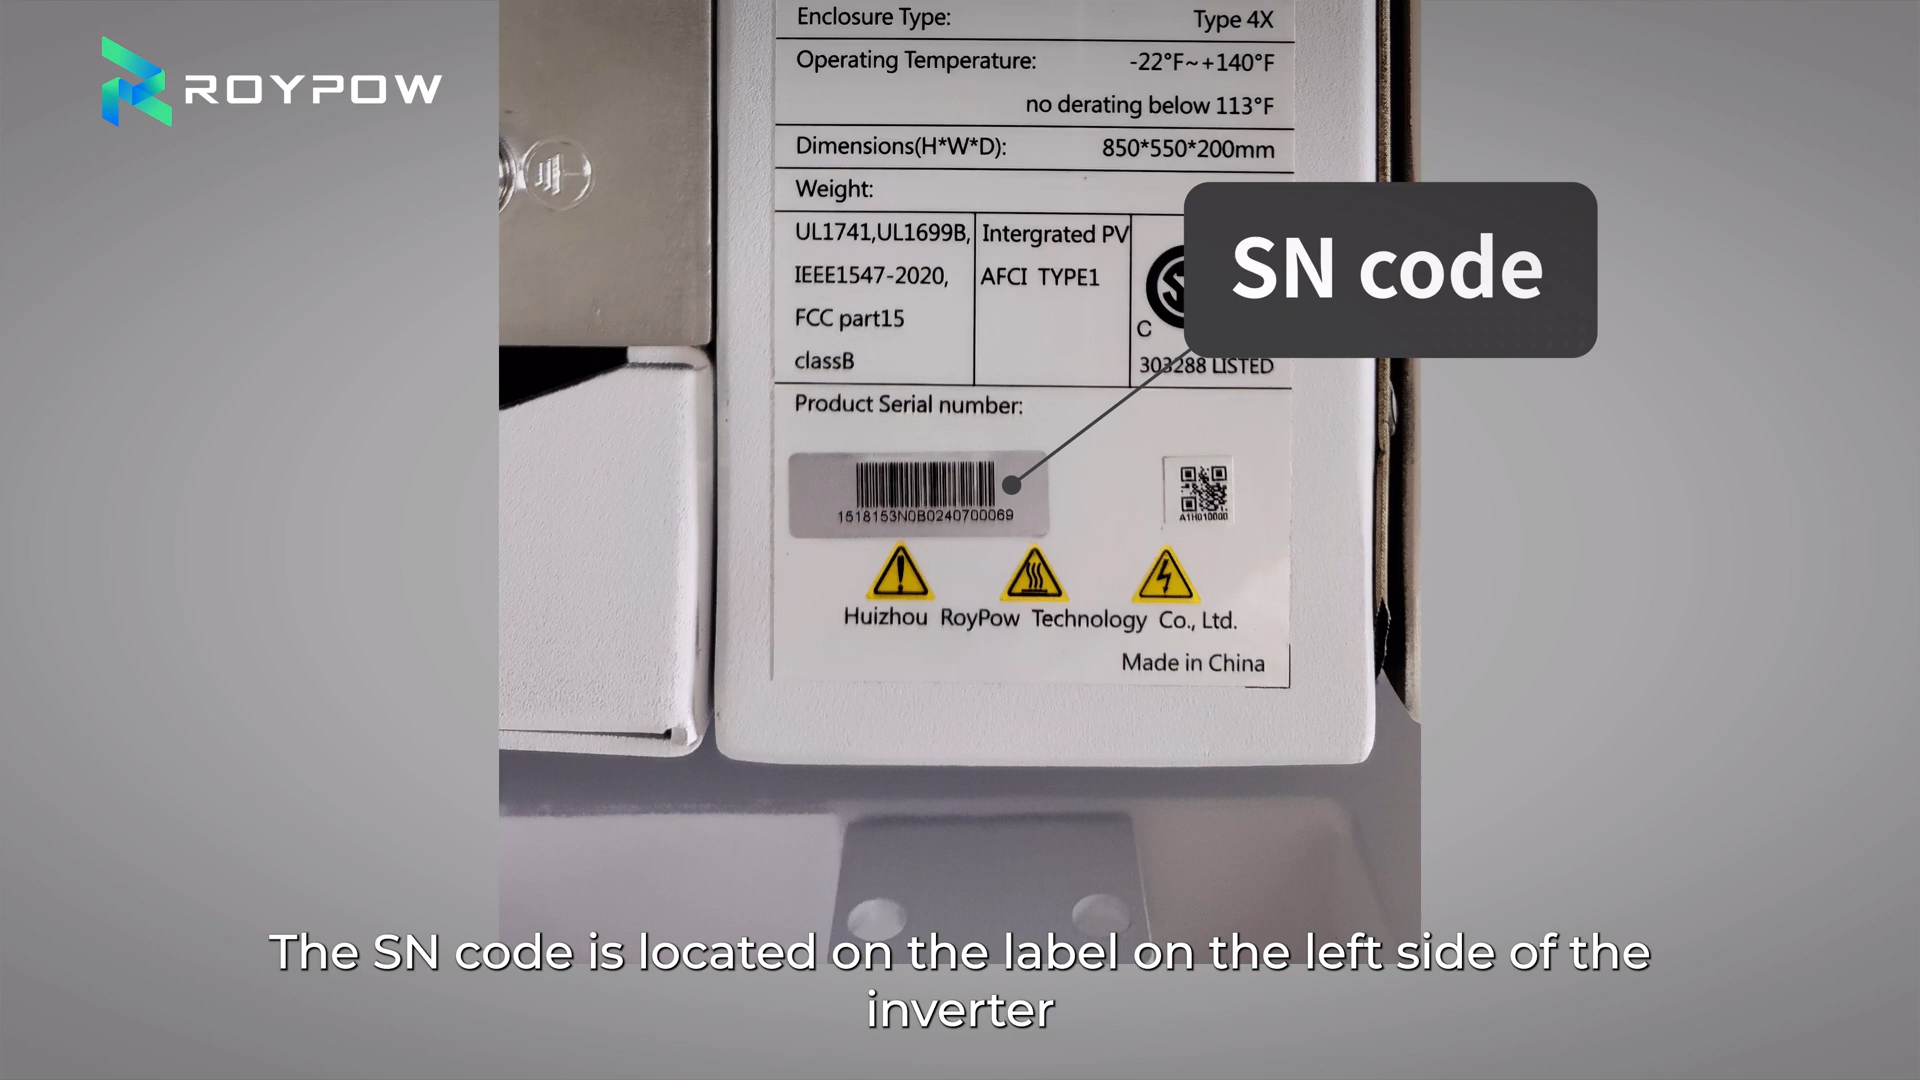 ROYPOW
Enclosure Type: Type 4X
Operating Temperature: -22°F~+140°F
no derating below 113°F
Dimensions(H*W*D): 850*550*200mm
Weight:
UL1741,UL1699B,
IEEE1547-2020,
FCC part15
classB
Intergrated PV
AFCI TYPE1
C
303288 LISTED
SN code
Product Serial number:
1518153N0B0240700069
A1H010000
Huizhou RoyPow Technology Co., Ltd.
Made in China
The SN code is located on the label on the left side of the
inverter